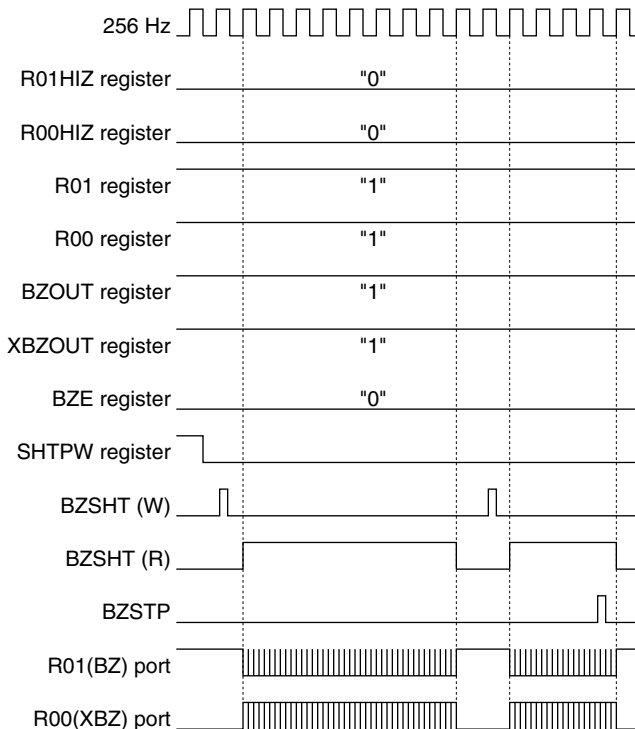 256 Hz
R01HIZ register "0"
R00HIZ register "0"
R01 register "1"
R00 register "1"
BZOUT register "1"
XBZOUT register "1"
BZE register "0"
SHTPW register
BZSHT (W)
BZSHT (R)
BZSTP
R01(BZ) port
R00(XBZ) port